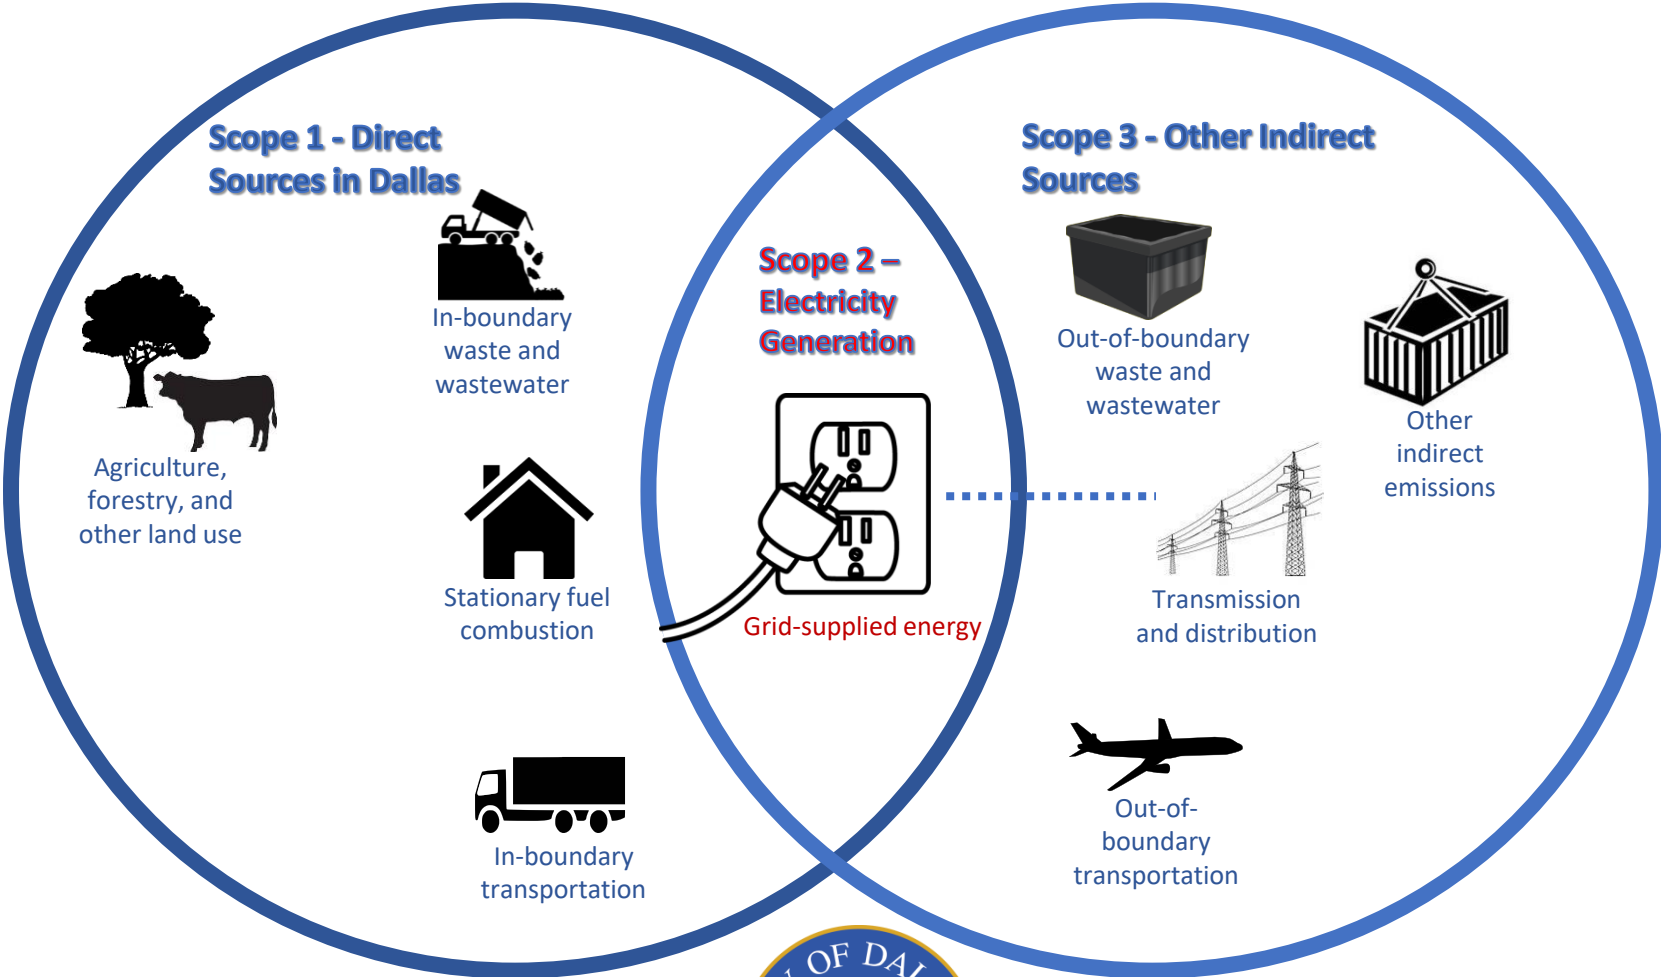 Scope 1 - Direct
Sources in Dallas
In-boundary
waste and
wastewater
Agriculture,
forestry, and
other land use
Stationary fuel
combustion
In-boundary
transportation
Scope 2 –
Electricity
Generation
Grid-supplied energy
Scope 3 - Other Indirect
Sources
Out-of-boundary
waste and
wastewater
Other
indirect
emissions
Transmission
and distribution
Out-of-
boundary
transportation
OF